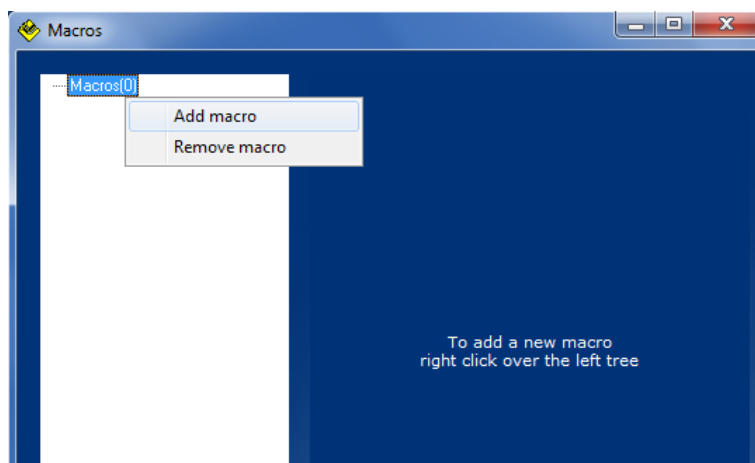 Macros
Macros(0)
Add macro
Remove macro
To add a new macro
right click over the left tree